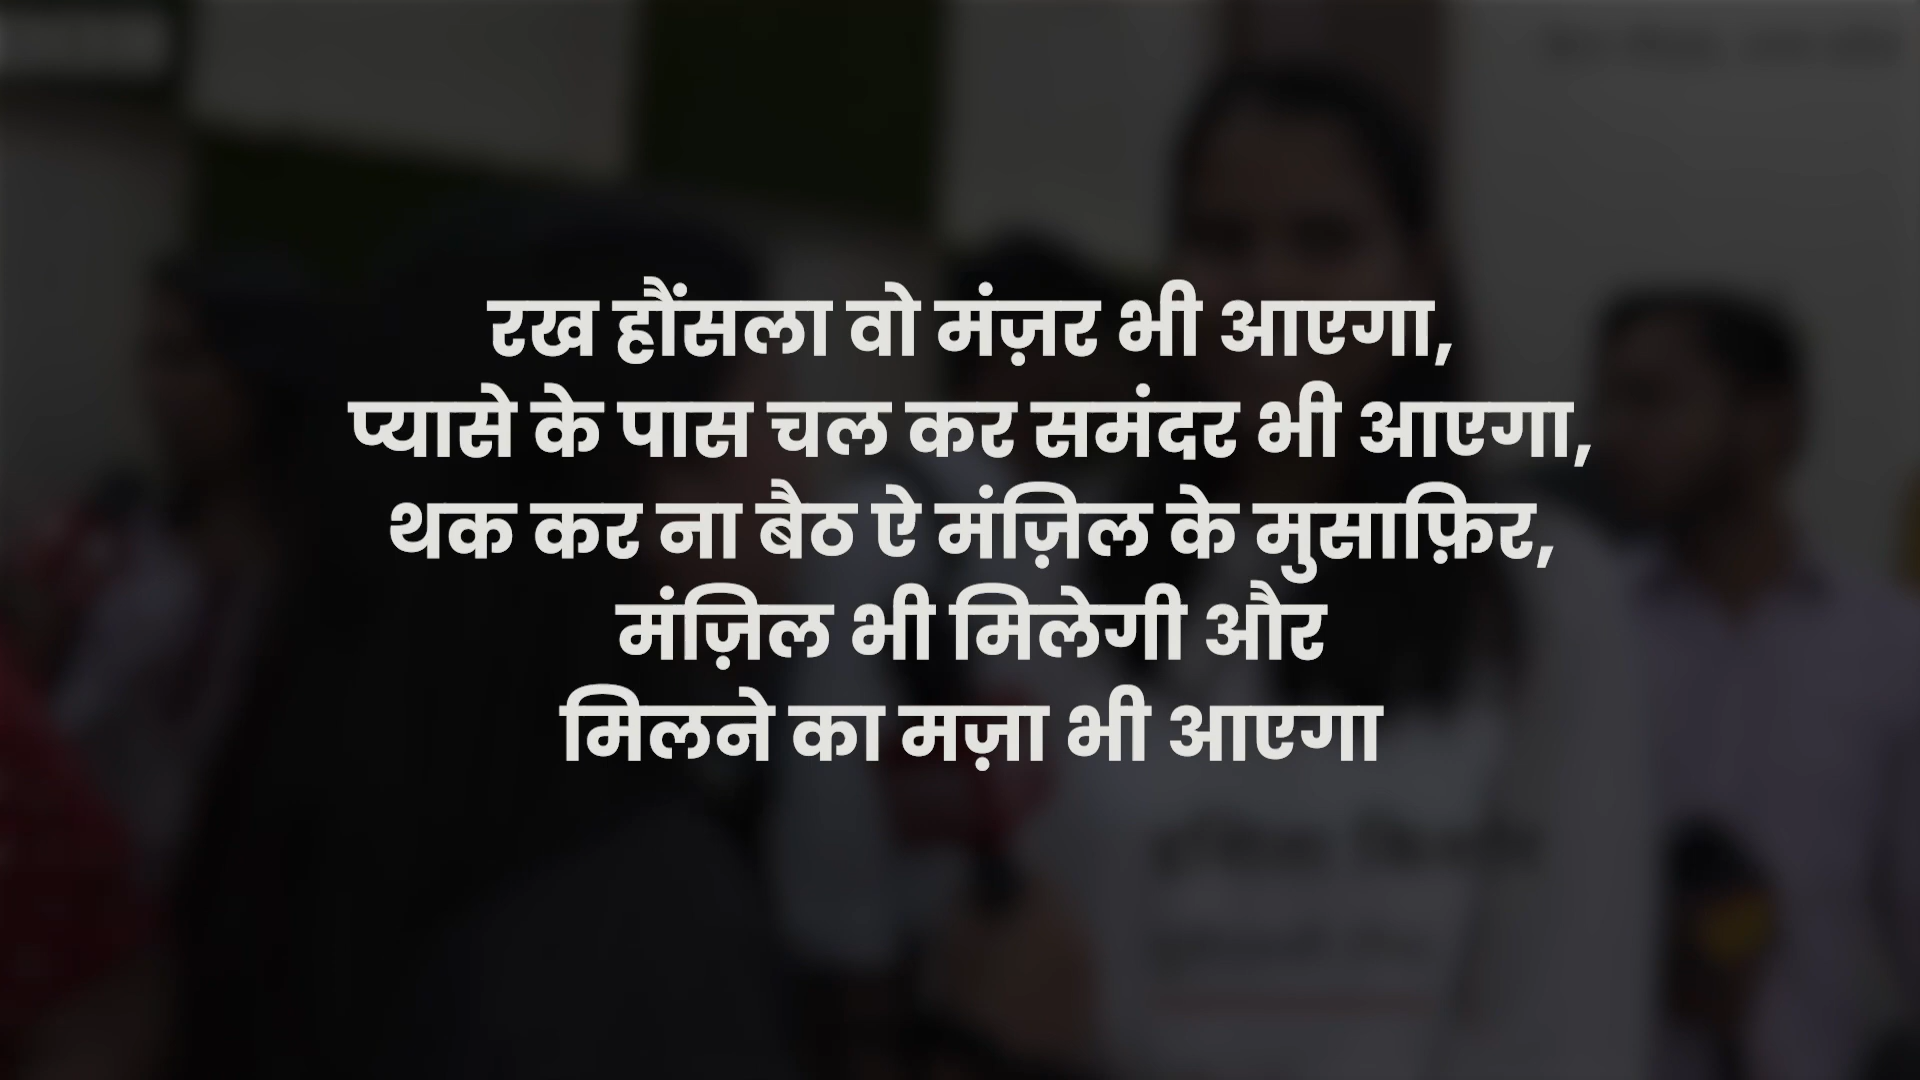 रख हौंसला वो मंज़र भी आएगा,
प्यासे के पास चल कर समंदर भी आएगा,
थक कर ना बैठ ऐ मंज़िल के मुसाफ़िर,
मंज़िल भी मिलेगी और
मिलने का मज़ा भी आएगा